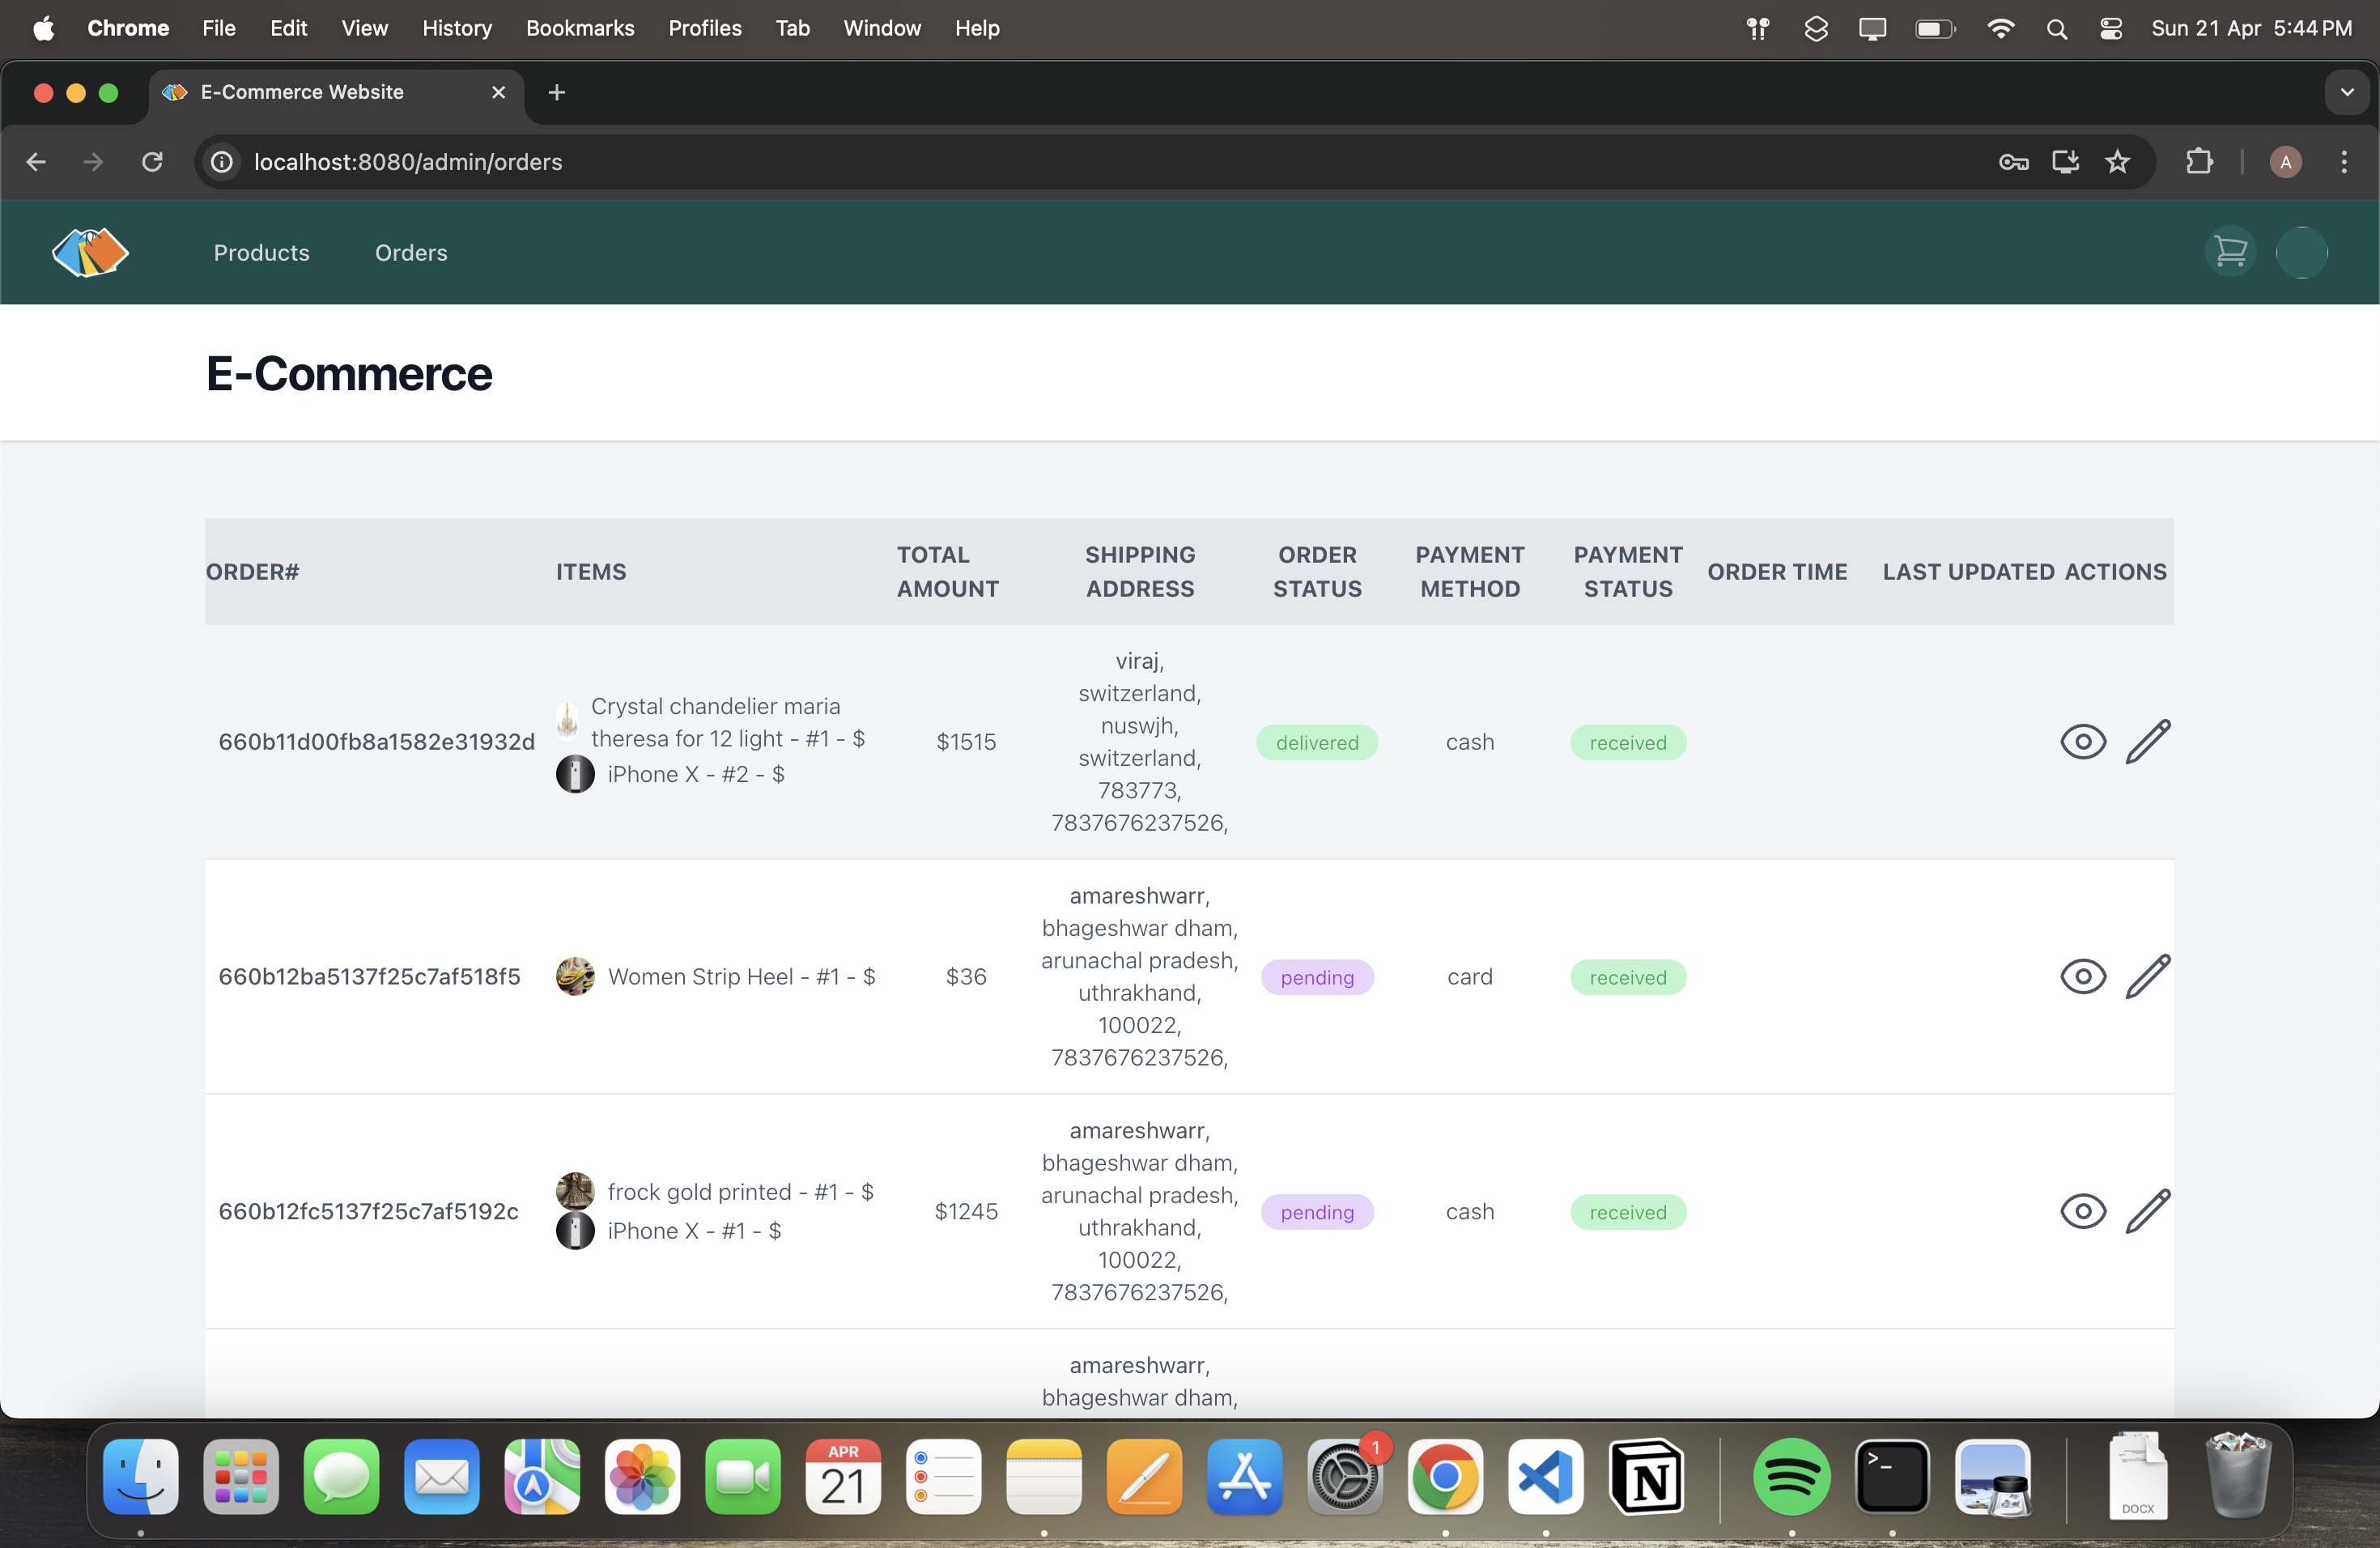 Chrome File Edit View History Bookmarks Profiles Tab Window Help Sun 21 Apr 5:44 PM
E-Commerce Website
localhost:8080/admin/orders
A
Products Orders
E-Commerce
ORDER# ITEMS TOTAL AMOUNT SHIPPING ADDRESS ORDER STATUS PAYMENT METHOD PAYMENT STATUS ORDER TIME LAST UPDATED ACTIONS
660b11d00fb8a1582e31932d
Crystal chandelier maria
theresa for 12 light - #1 - $
iPhone X - #2 - $
$1515
viraj,
switzerland,
nuswjh,
switzerland,
783773,
7837676237526,
delivered
cash
received
660b12ba5137f25c7af518f5
Women Strip Heel - #1 - $
$36
amareshwarr,
bhageshwar dham,
arunachal pradesh,
uthrakhand,
100022,
7837676237526,
pending
card
received
660b12fc5137f25c7af5192c
frock gold printed - #1 - $
iPhone X - #1 - $
$1245
amareshwarr,
bhageshwar dham,
arunachal pradesh,
uthrakhand,
100022,
7837676237526,
pending
cash
received
amareshwarr,
bhageshwar dham,
APR
21
1
N
>_
DOCX